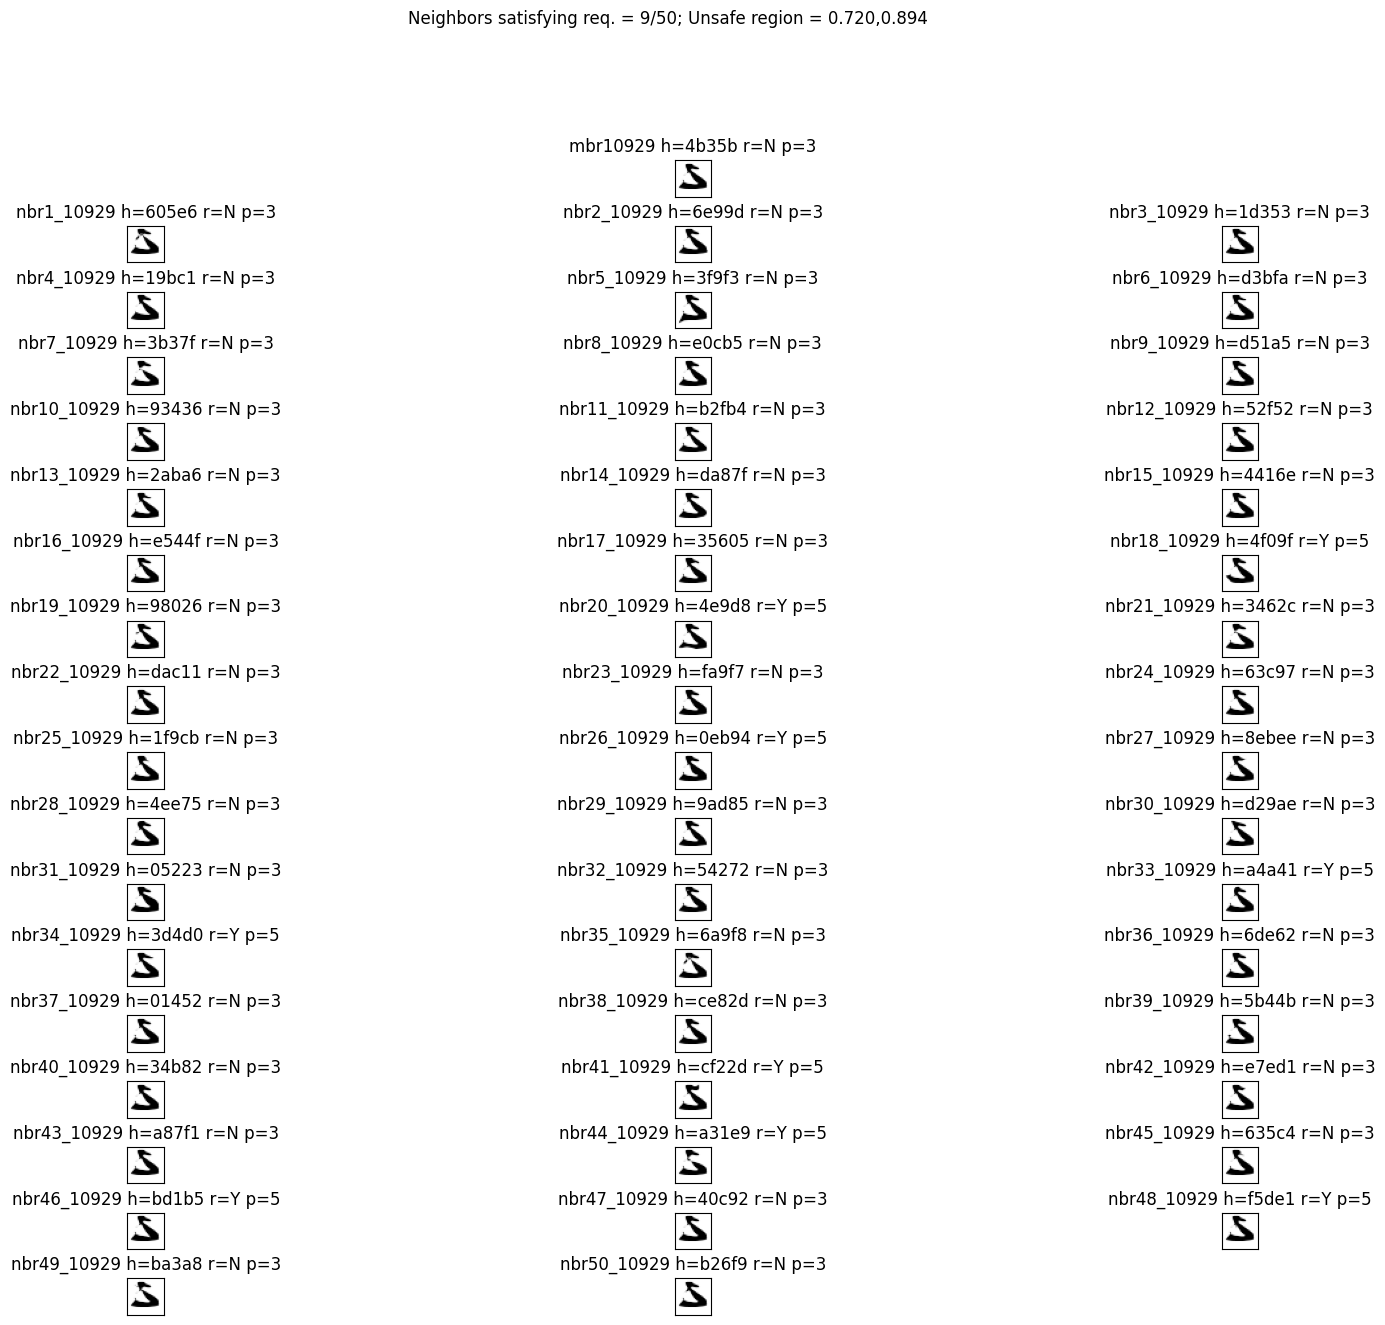 Neighbors satisfying req. = 9/50; Unsafe region = 0.720,0.894
mbr10929 h=4b35b r=N p=3
nbr1_10929 h=605e6 r=N p=3
nbr2_10929 h=6e99d r=N p=3
nbr3_10929 h=1d353 r=N p=3
nbr4_10929 h=19bc1 r=N p=3
nbr5_10929 h=3f9f3 r=N p=3
nbr6_10929 h=d3bfa r=N p=3
nbr7_10929 h=3b37f r=N p=3
nbr8_10929 h=e0cb5 r=N p=3
nbr9_10929 h=d51a5 r=N p=3
nbr10_10929 h=93436 r=N p=3
nbr11_10929 h=b2fb4 r=N p=3
nbr12_10929 h=52f52 r=N p=3
nbr13_10929 h=2aba6 r=N p=3
nbr14_10929 h=da87f r=N p=3
nbr15_10929 h=4416e r=N p=3
nbr16_10929 h=e544f r=N p=3
nbr17_10929 h=35605 r=N p=3
nbr18_10929 h=4f09f r=Y p=5
nbr19_10929 h=98026 r=N p=3
nbr20_10929 h=4e9d8 r=Y p=5
nbr21_10929 h=3462c r=N p=3
nbr22_10929 h=dac11 r=N p=3
nbr23_10929 h=fa9f7 r=N p=3
nbr24_10929 h=63c97 r=N p=3
nbr25_10929 h=1f9cb r=N p=3
nbr26_10929 h=0eb94 r=Y p=5
nbr27_10929 h=8ebee r=N p=3
nbr28_10929 h=4ee75 r=N p=3
nbr29_10929 h=9ad85 r=N p=3
nbr30_10929 h=d29ae r=N p=3
nbr31_10929 h=05223 r=N p=3
nbr32_10929 h=54272 r=N p=3
nbr33_10929 h=a4a41 r=Y p=5
nbr34_10929 h=3d4d0 r=Y p=5
nbr35_10929 h=6a9f8 r=N p=3
nbr36_10929 h=6de62 r=N p=3
nbr37_10929 h=01452 r=N p=3
nbr38_10929 h=ce82d r=N p=3
nbr39_10929 h=5b44b r=N p=3
nbr40_10929 h=34b82 r=N p=3
nbr41_10929 h=cf22d r=Y p=5
nbr42_10929 h=e7ed1 r=N p=3
nbr43_10929 h=a87f1 r=N p=3
nbr44_10929 h=a31e9 r=Y p=5
nbr45_10929 h=635c4 r=N p=3
nbr46_10929 h=bd1b5 r=Y p=5
nbr47_10929 h=40c92 r=N p=3
nbr48_10929 h=f5de1 r=Y p=5
nbr49_10929 h=ba3a8 r=N p=3
nbr50_10929 h=b26f9 r=N p=3